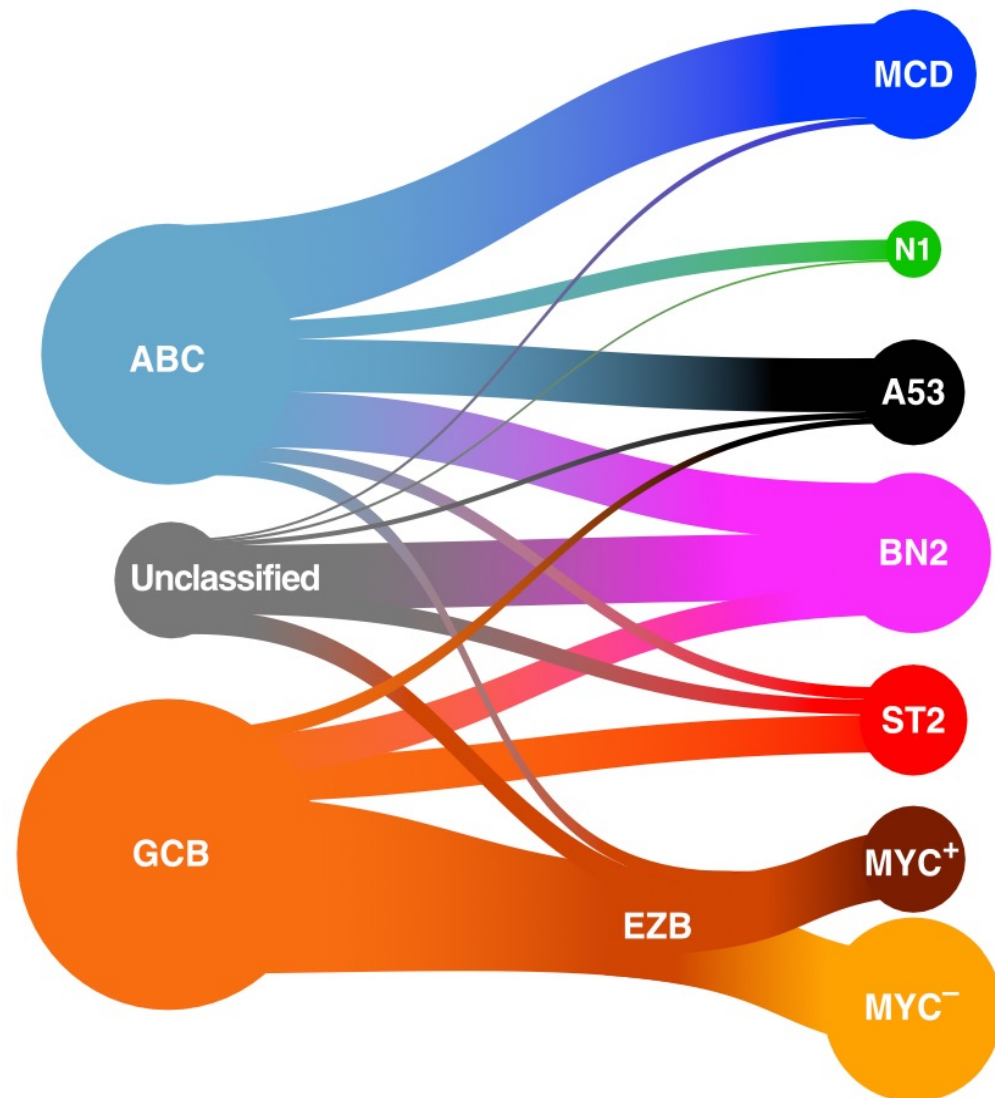 MCD
N1
ABC
A53
BN2
Unclassified
ST2
GCB
MYC⁺
EZB
MYC⁻